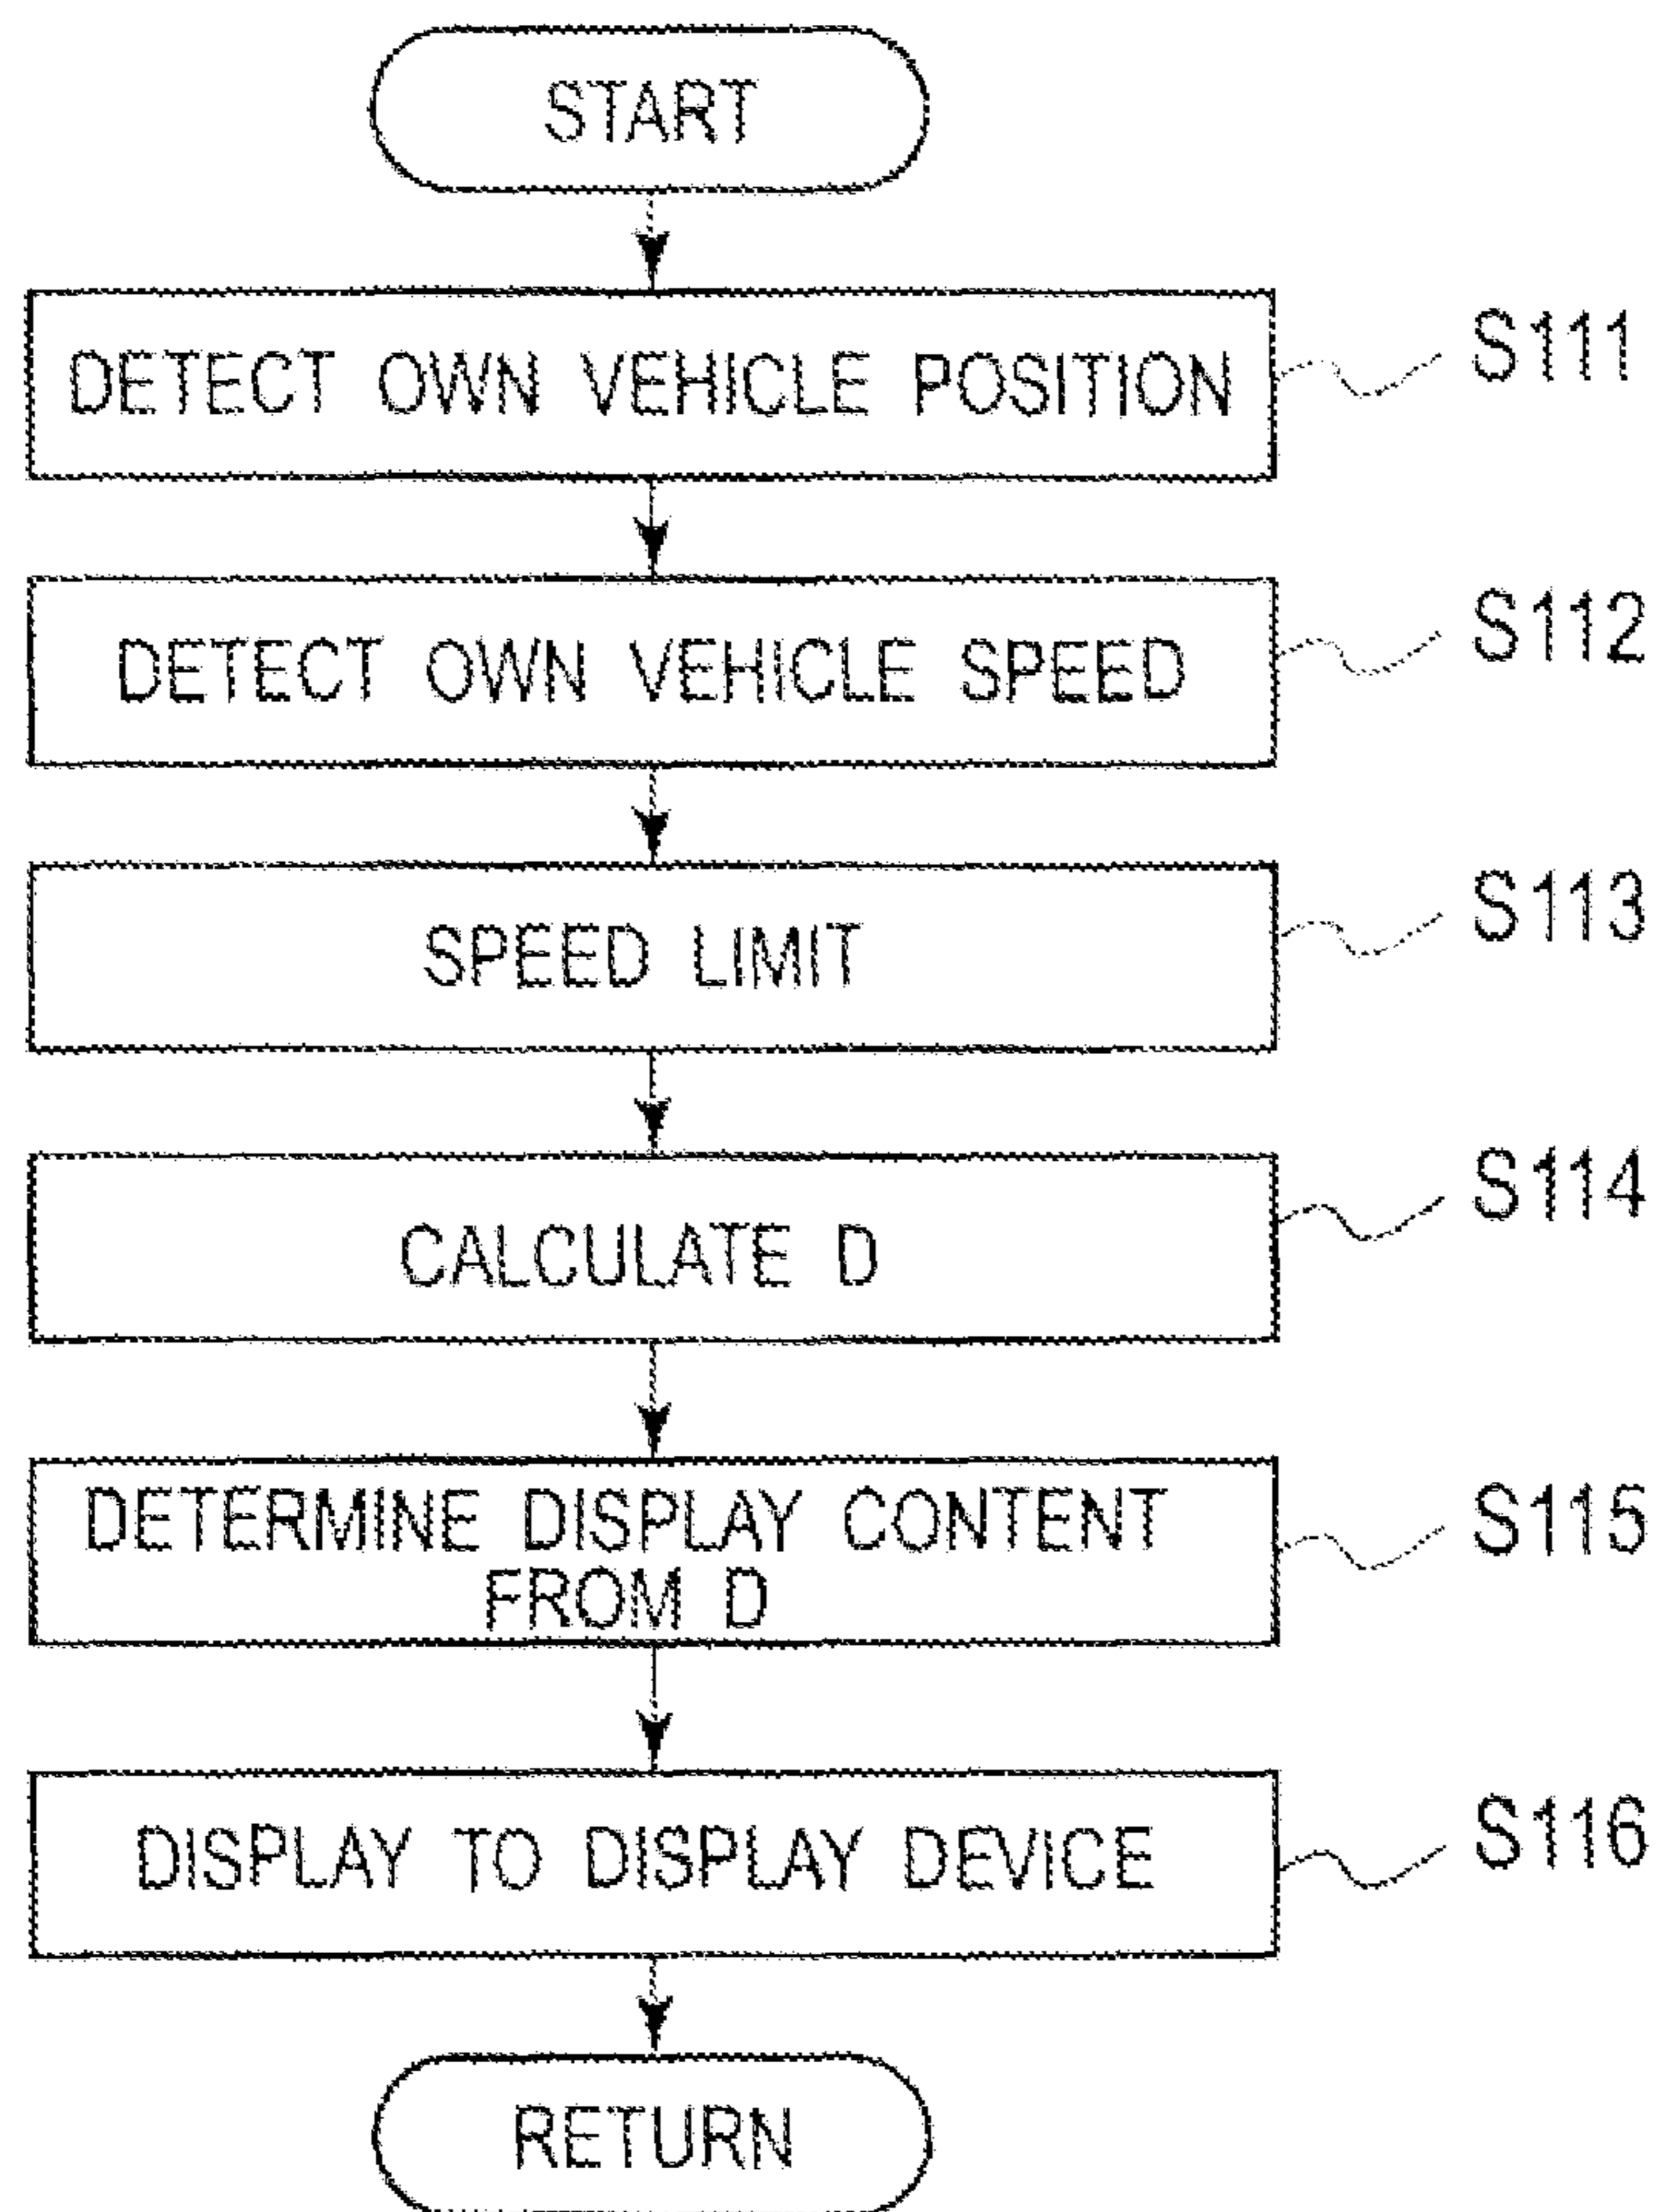 START
DETECT OWN VEHICLE POSITION
S111
DETECT OWN VEHICLE SPEED
S112
SPEED LIMIT
S113
CALCULATE D
S114
DETERMINE DISPLAY CONTENT
FROM D
S115
DISPLAY TO DISPLAY DEVICE
S116
RETURN